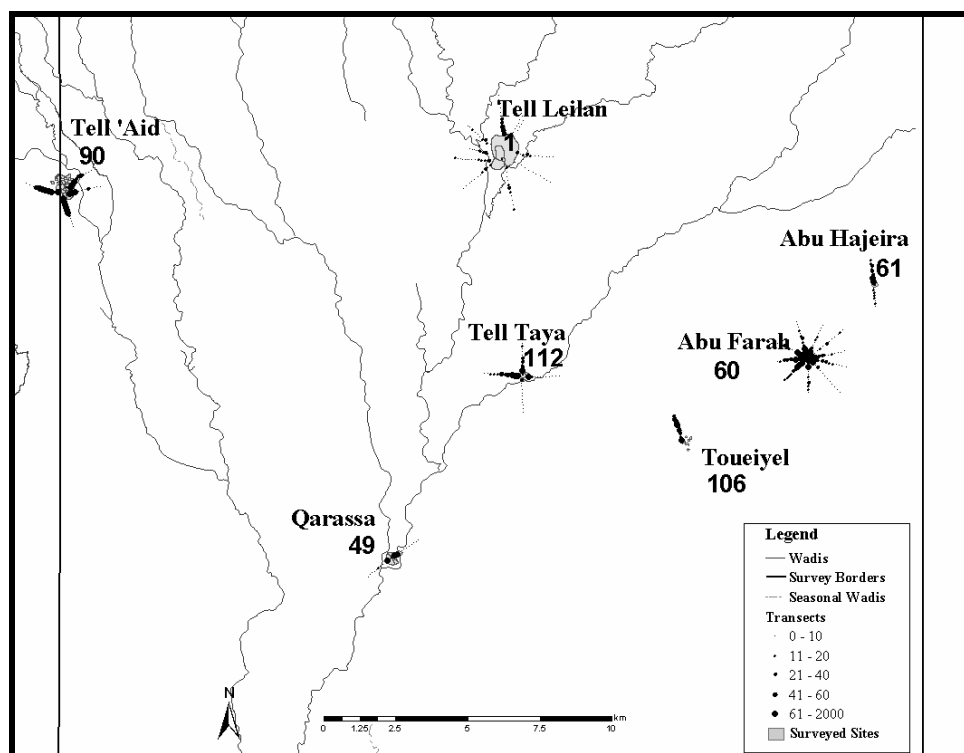 Tell Leilan
1
Tell 'Aid
90
Abu Hajeira
61
Tell Taya
112
Abu Farah
60
Toueiyel
106
Qarassa
49
N
km
0 1.25 2.5 5 7.5 10
Legend
Wadis
Survey Borders
Seasonal Wadis
Transects
0 - 10
11 - 20
21 - 40
41 - 60
61 - 2000
Surveyed Sites